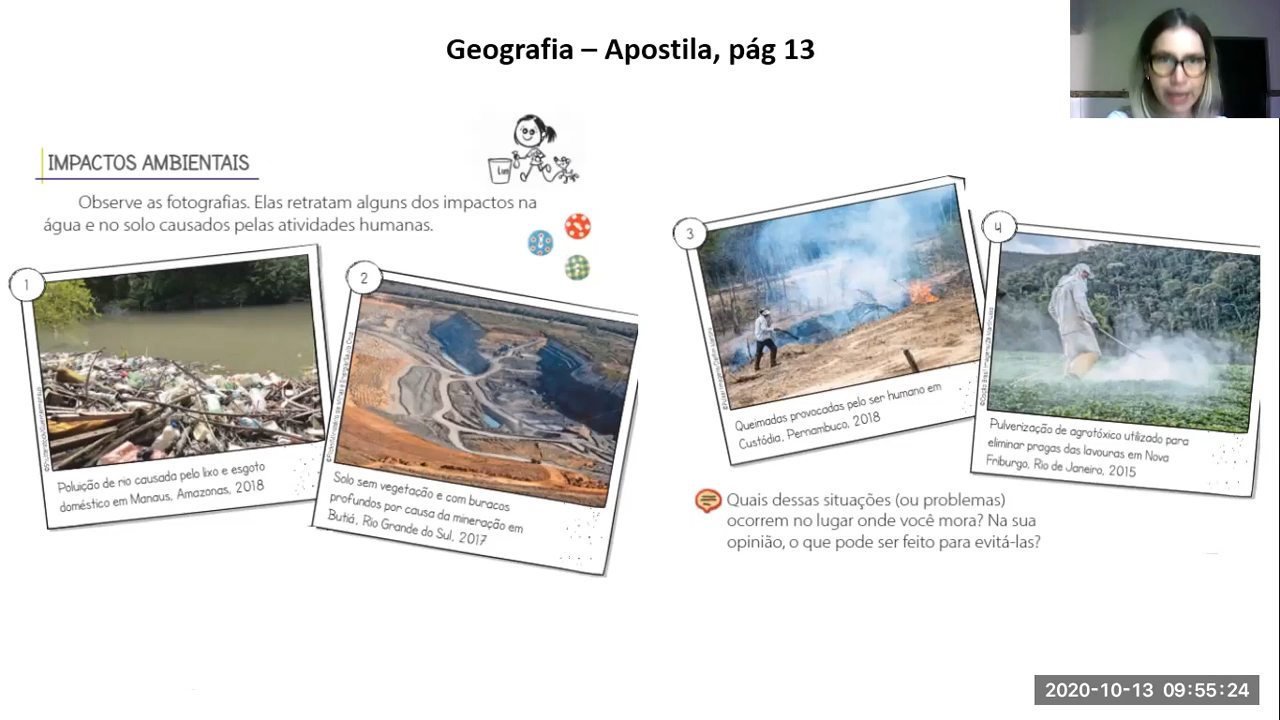 Geografia – Apostila, pág 13
IMPACTOS AMBIENTAIS
Lixo
Observe as fotografias. Elas retratam alguns dos impactos na
água e no solo causados pelas atividades humanas.
1
Poluição de rio causada pelo lixo e esgoto
doméstico em Manaus, Amazonas, 2018
2
Solo sem vegetação e com buracos
profundos por causa da mineração em
Butiá, Rio Grande do Sul, 2017
3
Queimadas provocadas pelo ser humano em
Custódia, Pernambuco, 2018
4
Pulverização de agrotóxico utilizado para
eliminar pragas das lavouras em Nova
Friburgo, Rio de Janeiro, 2015
Quais dessas situações (ou problemas)
ocorrem no lugar onde você mora? Na sua
opinião, o que pode ser feito para evitá-las?
2020-10-13 09:55:24